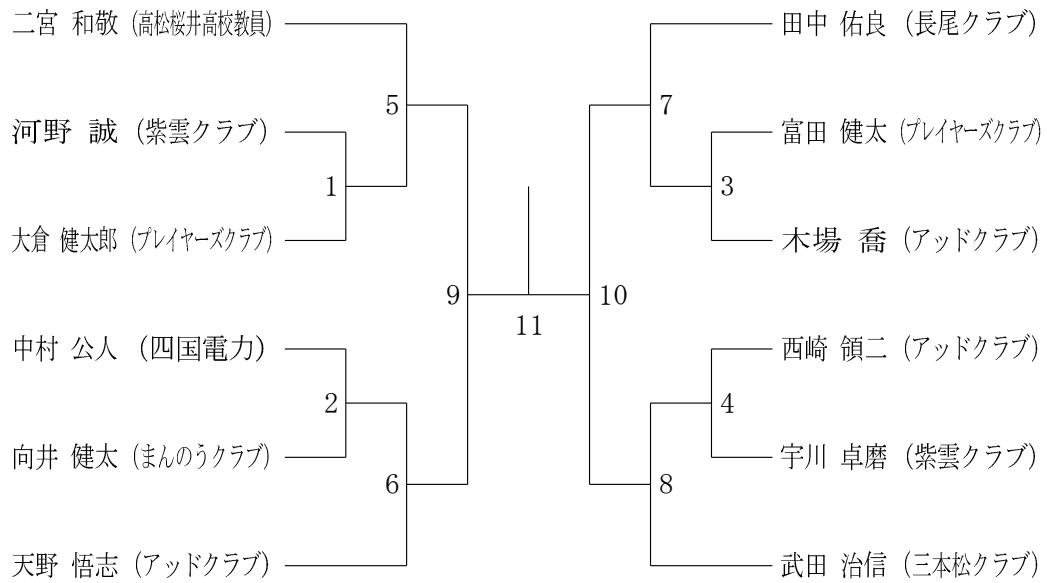 二宮 和敬 (高松桜井高校教員)
5
河野 誠 (紫雲クラブ)
1
大倉 健太郎 (プレイヤーズクラブ)
9
中村 公人 (四国電力)
2
向井 健太 (まんのうクラブ)
6
天野 悟志 (アッドクラブ)
11
田中 佑良 (長尾クラブ)
7
富田 健太 (プレイヤーズクラブ)
3
木場 喬 (アッドクラブ)
10
西崎 領二 (アッドクラブ)
4
宇川 卓磨 (紫雲クラブ)
8
武田 治信 (三本松クラブ)